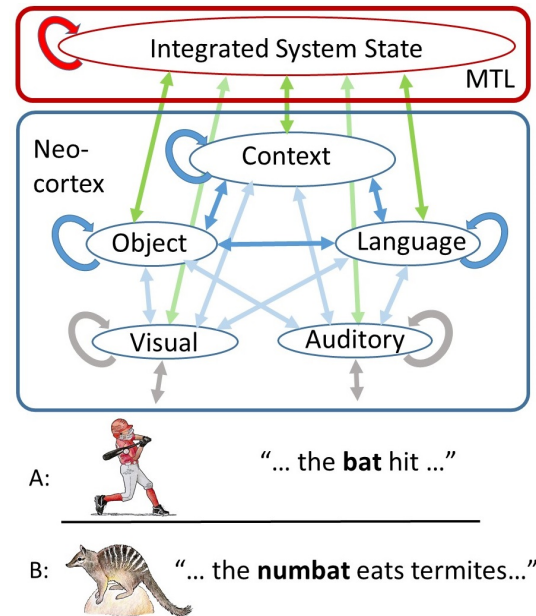 Integrated System State
MTL
Neo-
cortex
Context
Object
Language
Visual
Auditory
A:
“... the bat hit ...”
B:
“... the numbat eats termites...”